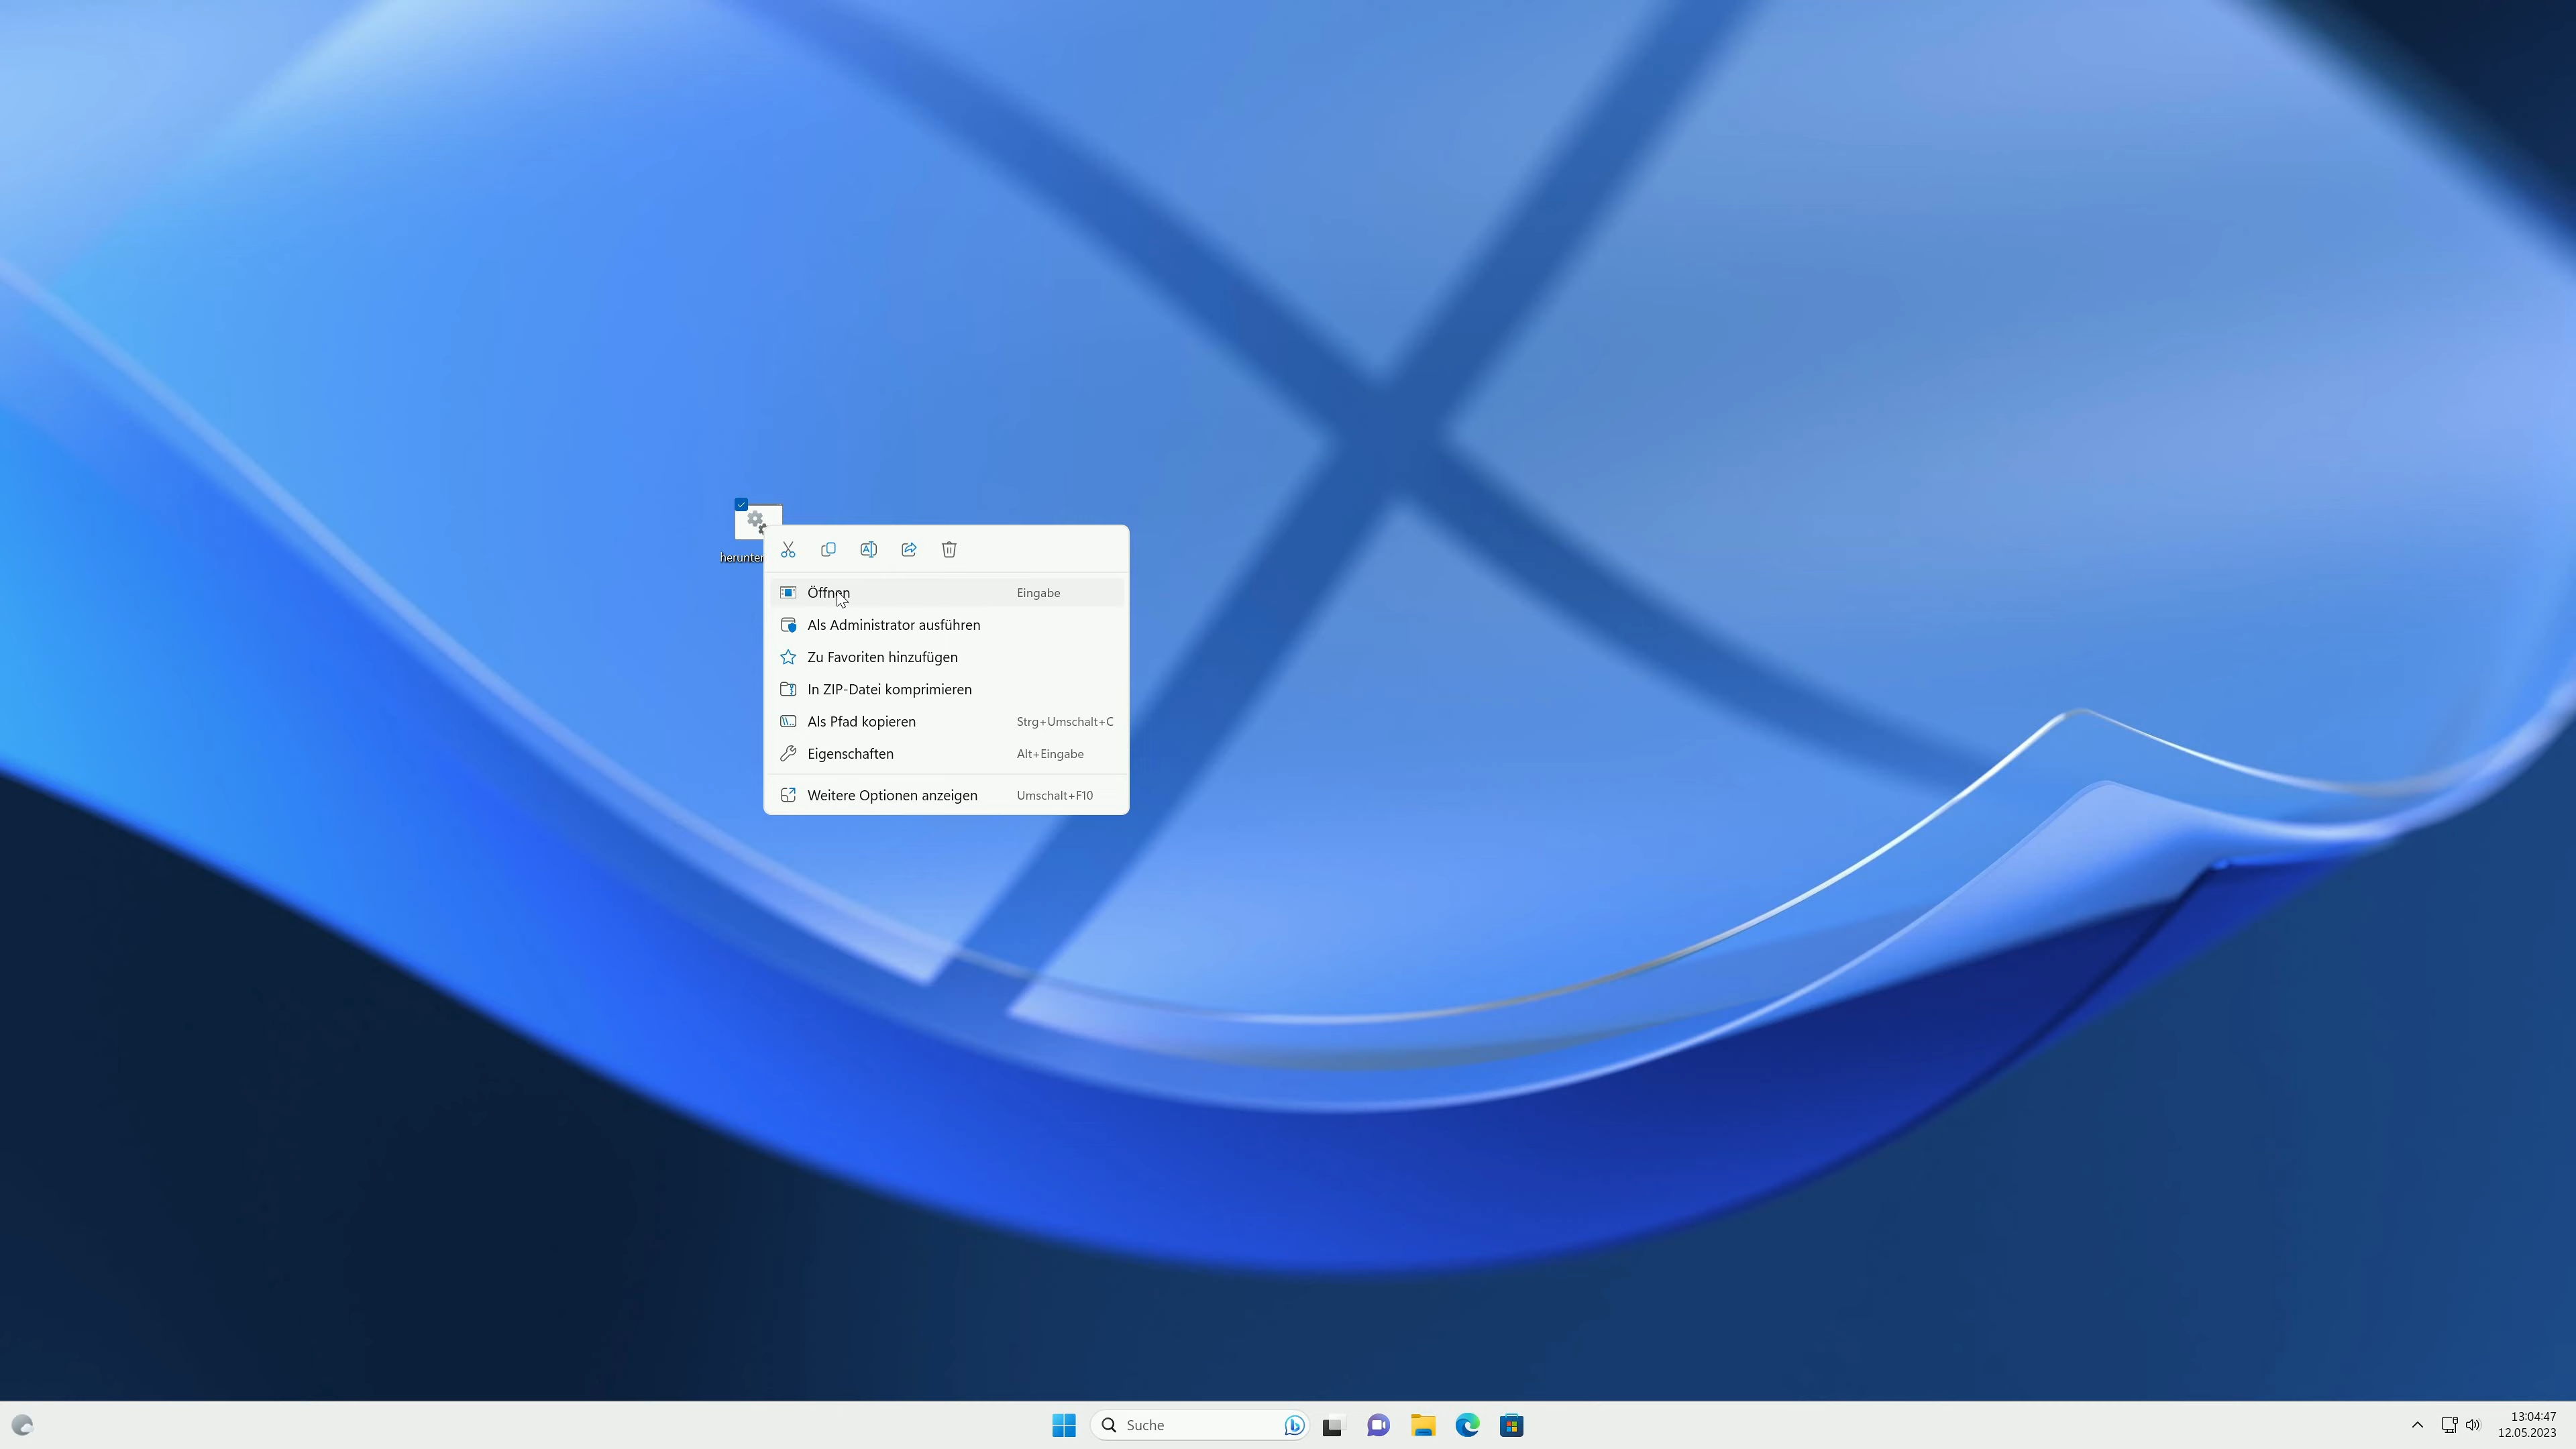 Öffnen Eingabe
Als Administrator ausführen
Zu Favoriten hinzufügen
In ZIP-Datei komprimieren
Als Pfad kopieren Strg+Umschalt+C
Eigenschaften Alt+Eingabe
Weitere Optionen anzeigen Umschalt+F10
Suche
13:04:47
12.05.2023